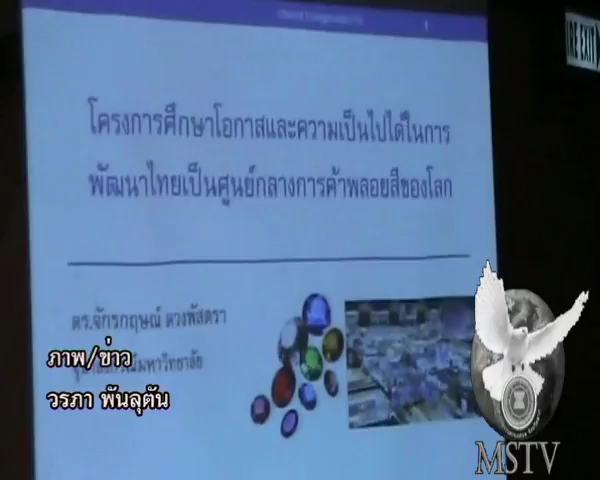 RE EXIT
โครงการศึกษาโอกาสและความเป็นไปได้ในการ
พัฒนาไทยเป็นศูนย์กลางการค้าพลอยสีของโลก
ดร.จักรกฤษณ์ ดวงพัสตรา
ภาพ/ข่าว
วรภา พันลุตัน
MSTV